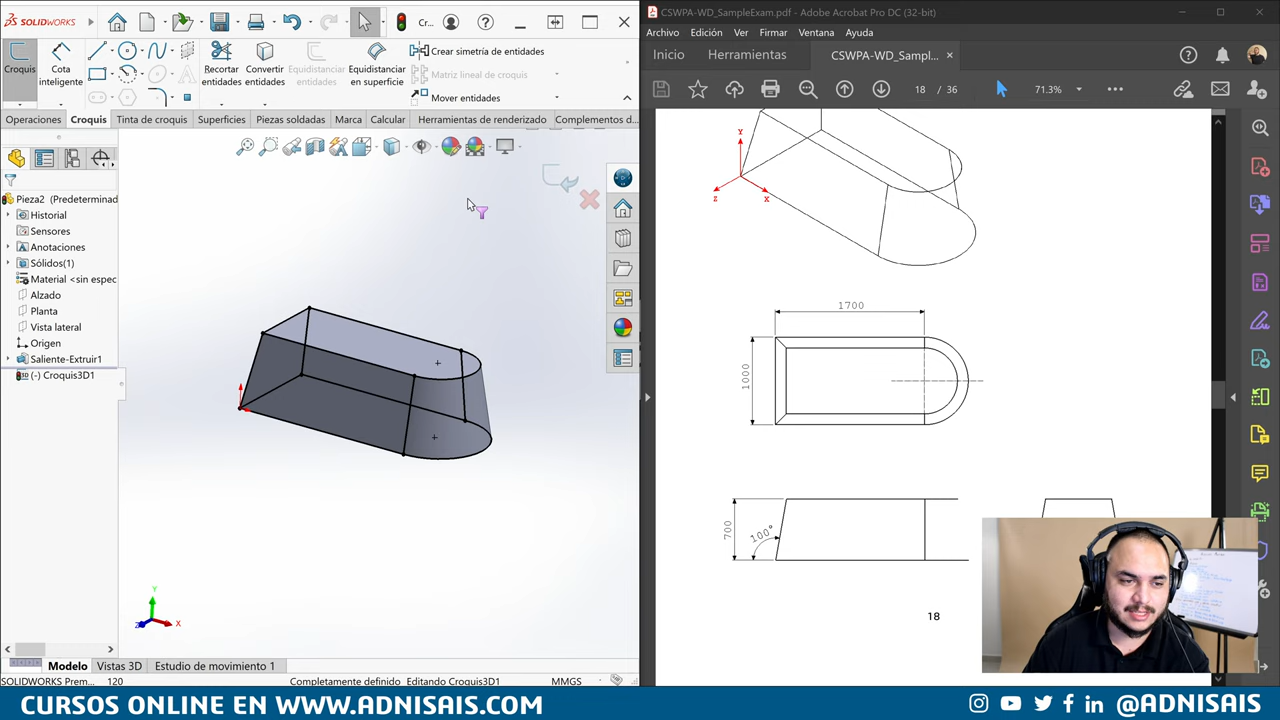 SOLIDWORKS
Cr...
Croquis
Cota inteligente
Recortar entidades
Convertir entidades
Equidistanciar entidades
Equidistanciar en superficie
Crear simetría de entidades
Matriz lineal de croquis
Mover entidades
Operaciones
Croquis
Tinta de croquis
Superficies
Piezas soldadas
Marca
Calcular
Herramientas de renderizado
Complementos d...
Pieza2 (Predeterminad
Historial
Sensores
Anotaciones
Sólidos(1)
Material <sin espec
Alzado
Planta
Vista lateral
Origen
Saliente-Extruir1
(-) Croquis3D1
Y
X
Z
Modelo
Vistas 3D
Estudio de movimiento 1
SOLIDWORKS Prem...
120
Completamente definido
Editando Croquis3D1
MMGS
CSWPA-WD_SampleExam.pdf - Adobe Acrobat Pro DC (32-bit)
Archivo
Edición
Ver
Firmar
Ventana
Ayuda
Inicio
Herramientas
CSWPA-WD_Sampl...
18 / 36
71.3%
Y
Z
X
1700
1000
700
100°
18
CURSOS ONLINE EN WWW.ADNISAIS.COM
@ADNISAIS